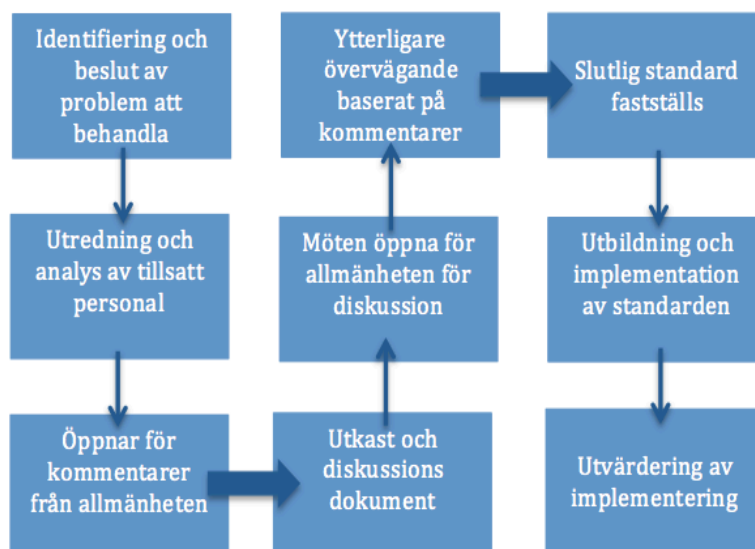 Identifiering och
beslut av
problem att
behandla
Utredning och
analys av tillsatt
personal
Öppnar för
kommentarer
från allmänheten
Utkast och
diskussions
dokument
Möten öppna för
allmänheten för
diskussion
Ytterligare
övervägande
baserat på
kommentarer
Slutlig standard
fastställs
Utbildning och
implementation
av standarden
Utvärdering av
implementering